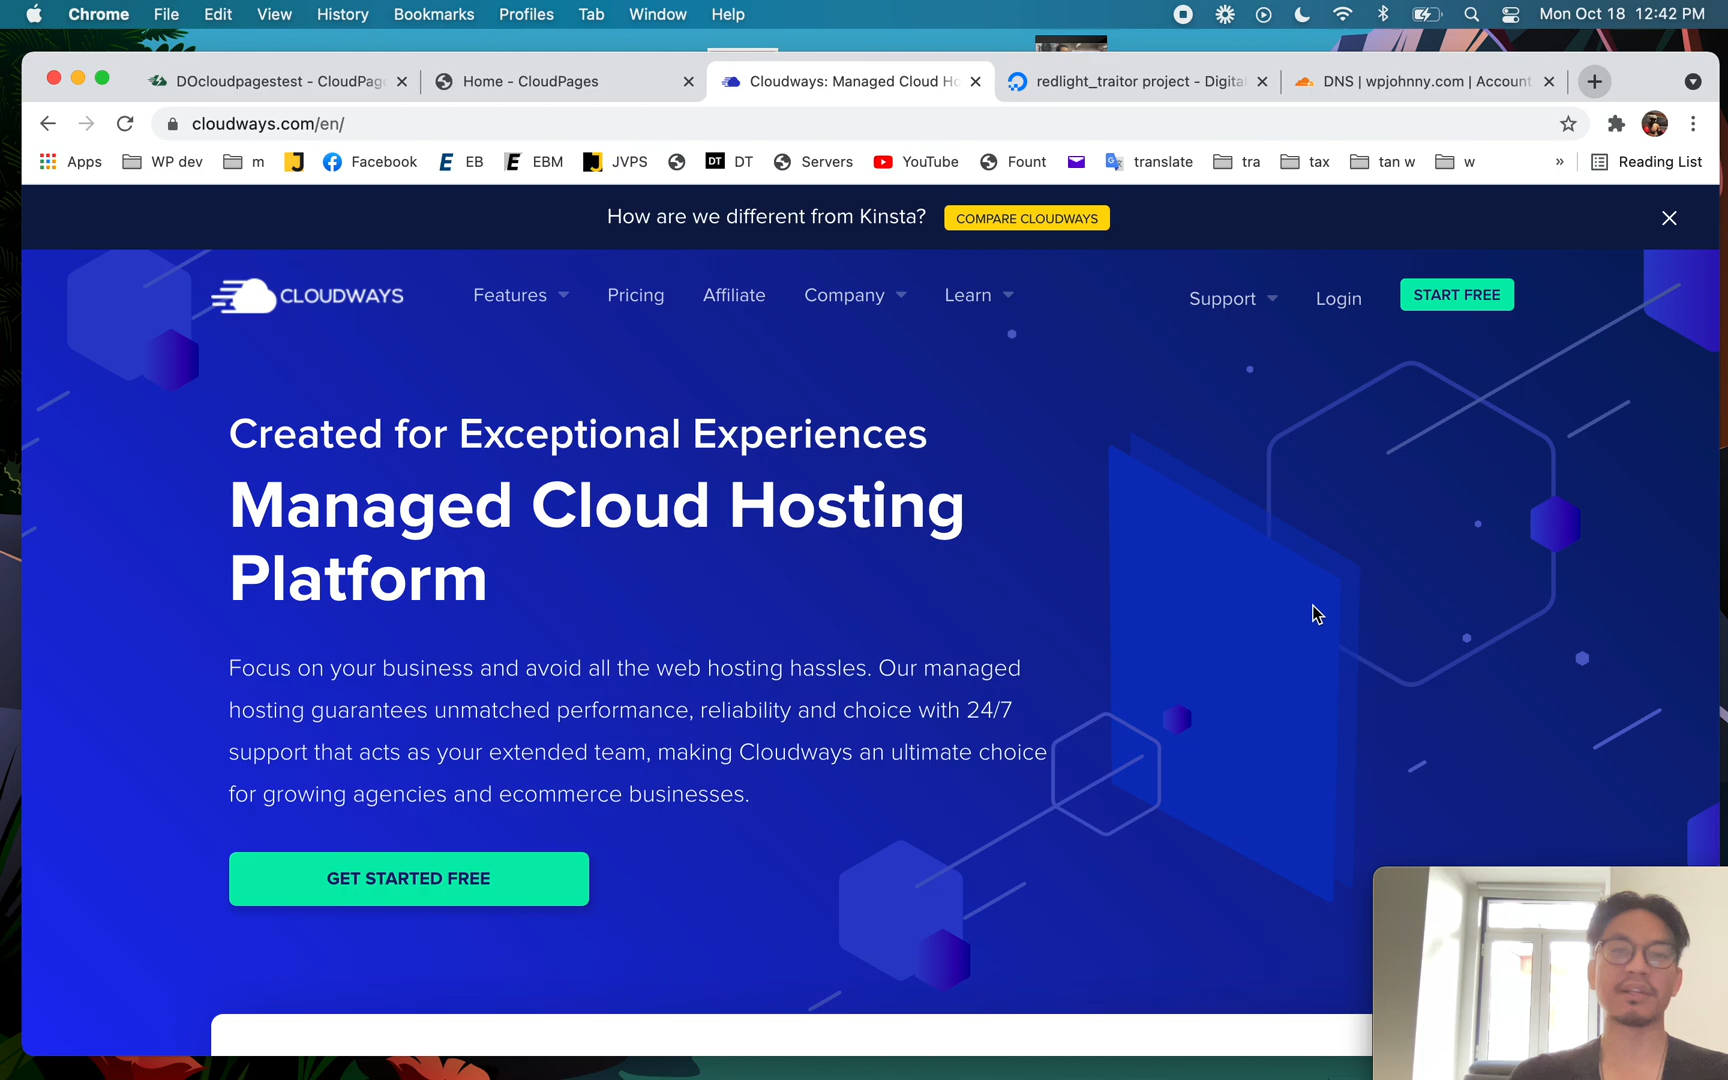 Chrome File Edit View History Bookmarks Profiles Tab Window Help Mon Oct 18 12:42 PM
DOcloudpagestest - CloudPage Home - CloudPages Cloudways: Managed Cloud Ho redlight_traitor project - Digital DNS | wpjohnny.com | Account
cloudways.com/en/
Apps WP dev m J Facebook E EB E EBM J JVPS DT DT Servers YouTube Fount translate tra tax tan w w » Reading List
How are we different from Kinsta? COMPARE CLOUDWAYS
CLOUDWAYS Features Pricing Affiliate Company Learn Support Login START FREE
Created for Exceptional Experiences
Managed Cloud Hosting
Platform
Focus on your business and avoid all the web hosting hassles. Our managed
hosting guarantees unmatched performance, reliability and choice with 24/7
support that acts as your extended team, making Cloudways an ultimate choice
for growing agencies and ecommerce businesses.
GET STARTED FREE